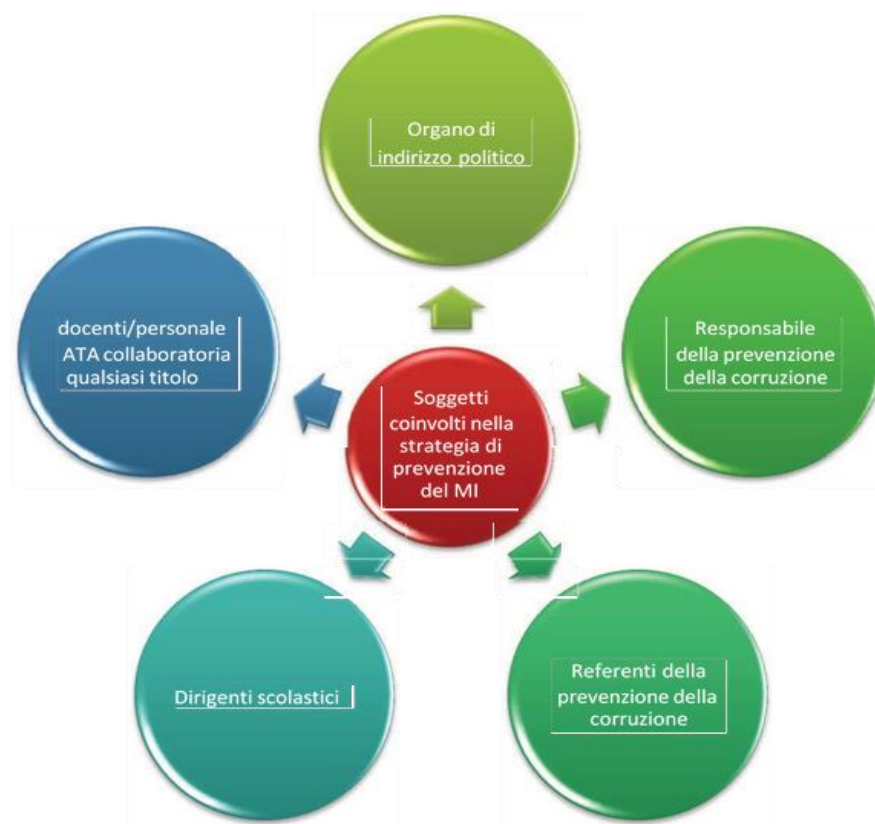 Organo di
indirizzo politico
docenti/personale
ATA collaboratoria
qualsiasi titolo
Responsabile
della prevenzione
della corruzione
Soggetti
coinvolti nella
strategia di
prevenzione
del MI
Dirigenti scolastici
Referenti della
prevenzione della
corruzione